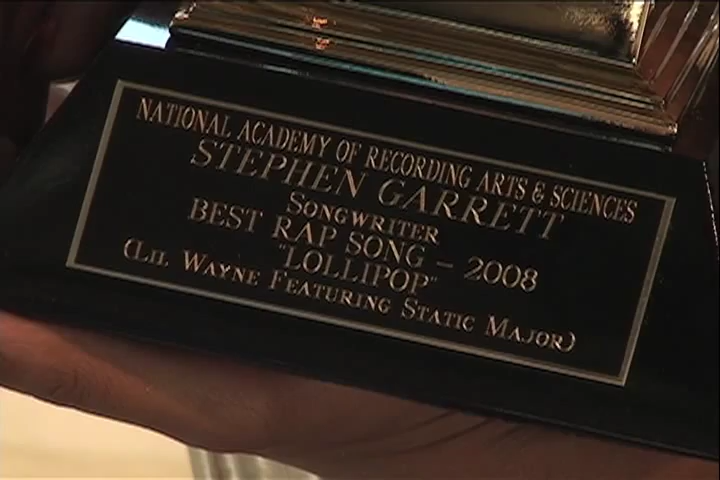 NATIONAL ACADEMY OF RECORDING ARTS & SCIENCES
STEPHEN GARRETT
SONGWRITER
BEST RAP SONG – 2008
"LOLLIPOP"
(LIL WAYNE FEATURING STATIC MAJOR)